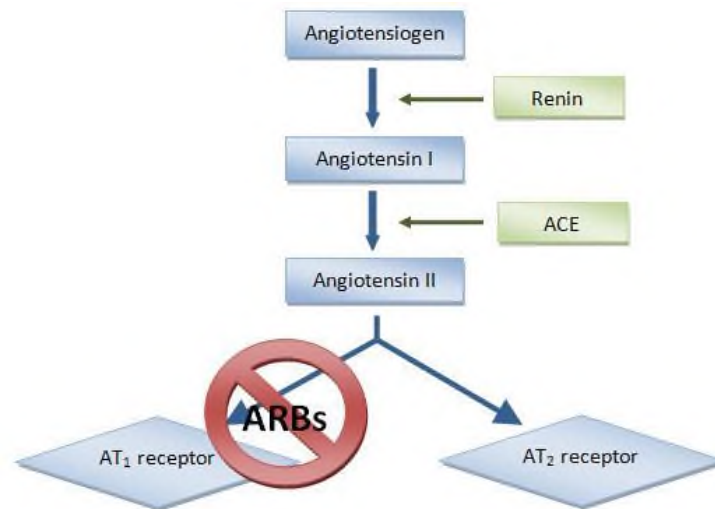 Angiotensiogen
Renin
Angiotensin I
ACE
Angiotensin II
ARBs
AT₁ receptor
AT₂ receptor